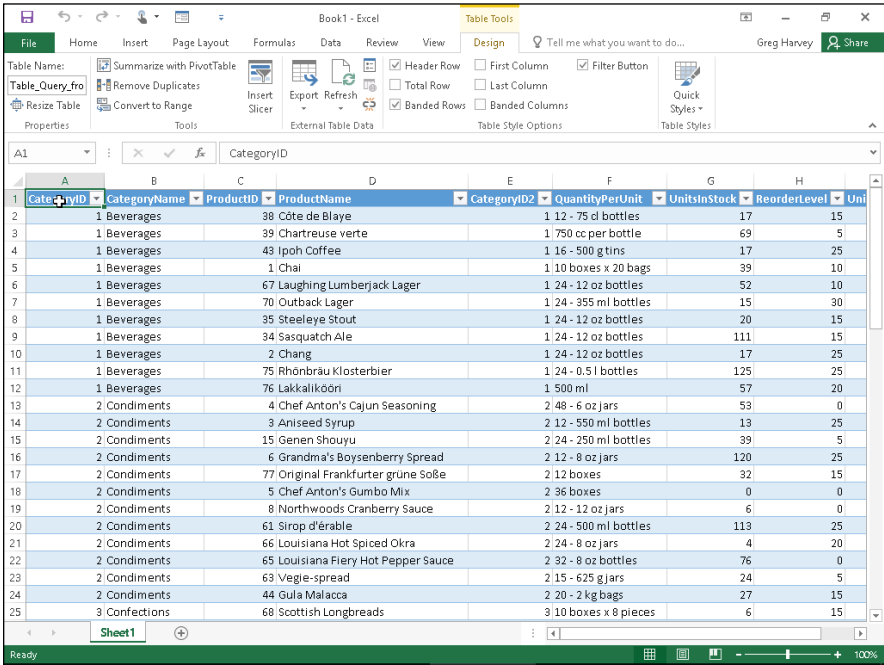 Book1 - Excel Table Tools
File Home Insert Page Layout Formulas Data Review View Design Tell me what you want to do... Greg Harvey Share
Table Name: Summarize with PivotTable Header Row First Column Filter Button
Table_Query_fro Remove Duplicates Insert Slicer Export Refresh Total Row Last Column Quick Styles
Resize Table Convert to Range Banded Rows Banded Columns
Properties Tools External Table Data Table Style Options Table Styles
A1 fx CategoryID
A B C D E F G H
1 CategoryID CategoryName ProductID ProductName CategoryID2 QuantityPerUnit UnitsInStock ReorderLevel Uni
2 1 Beverages 38 Côte de Blaye 1 12 - 75 cl bottles 17 15
3 1 Beverages 39 Chartreuse verte 1 750 cc per bottle 69 5
4 1 Beverages 43 Ipoh Coffee 1 16 - 500 g tins 17 25
5 1 Beverages 1 Chai 1 10 boxes x 20 bags 39 10
6 1 Beverages 67 Laughing Lumberjack Lager 1 24 - 12 oz bottles 52 10
7 1 Beverages 70 Outback Lager 1 24 - 355 ml bottles 15 30
8 1 Beverages 35 Steeleye Stout 1 24 - 12 oz bottles 20 15
9 1 Beverages 34 Sasquatch Ale 1 24 - 12 oz bottles 111 15
10 1 Beverages 2 Chang 1 24 - 12 oz bottles 17 25
11 1 Beverages 75 Rhönbräu Klosterbier 1 24 - 0.5 l bottles 125 25
12 1 Beverages 76 Lakkalikööri 1 500 ml 57 20
13 2 Condiments 4 Chef Anton's Cajun Seasoning 2 48 - 6 oz jars 53 0
14 2 Condiments 3 Aniseed Syrup 2 12 - 550 ml bottles 13 25
15 2 Condiments 15 Genen Shouyu 2 24 - 250 ml bottles 39 5
16 2 Condiments 6 Grandma's Boysenberry Spread 2 12 - 8 oz jars 120 25
17 2 Condiments 77 Original Frankfurter grüne Soße 2 12 boxes 32 15
18 2 Condiments 5 Chef Anton's Gumbo Mix 2 36 boxes 0 0
19 2 Condiments 8 Northwoods Cranberry Sauce 2 12 - 12 oz jars 6 0
20 2 Condiments 61 Sirop d'érable 2 24 - 500 ml bottles 113 25
21 2 Condiments 66 Louisiana Hot Spiced Okra 2 24 - 8 oz jars 4 20
22 2 Condiments 65 Louisiana Fiery Hot Pepper Sauce 2 32 - 8 oz bottles 76 0
23 2 Condiments 63 Vegie-spread 2 15 - 625 g jars 24 5
24 2 Condiments 44 Gula Malacca 2 20 - 2 kg bags 27 15
25 3 Confections 68 Scottish Longbreads 3 10 boxes x 8 pieces 6 15
Sheet1
Ready 100%